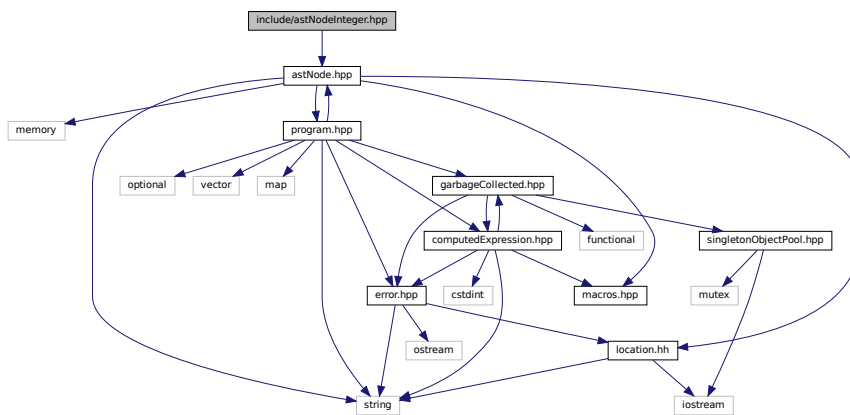 include/astNodeInteger.hpp
astNode.hpp
memory
program.hpp
optional
vector
map
garbageCollected.hpp
computedExpression.hpp
functional
singletonObjectPool.hpp
error.hpp
cstdint
macros.hpp
mutex
ostream
location.hh
string
iostream